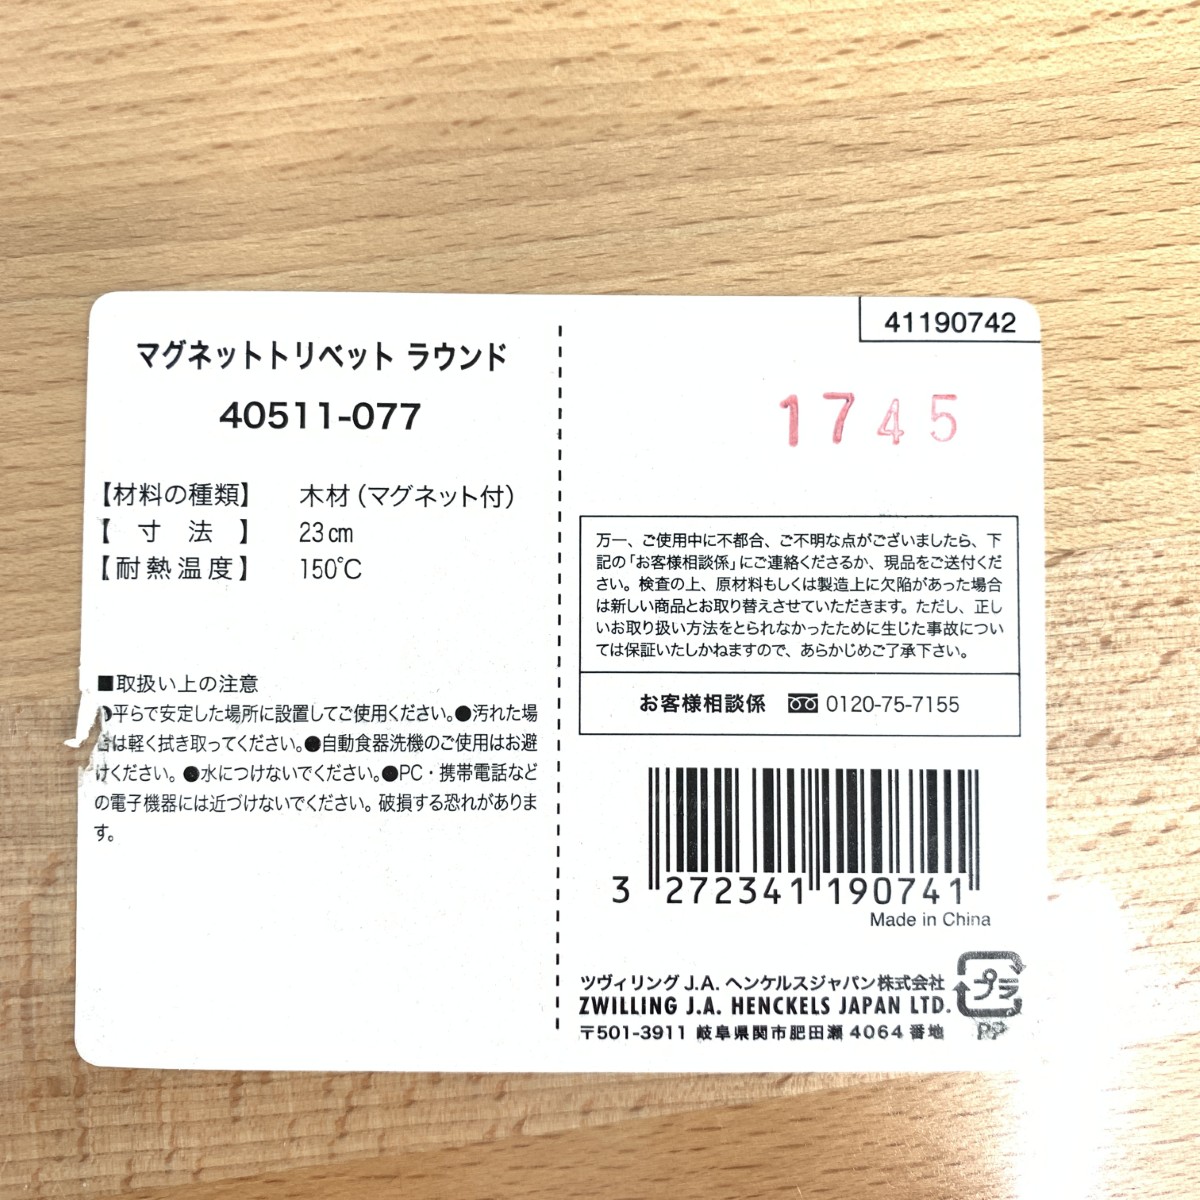 マグネットトリベット ラウンド
40511-077
【材料の種類】 木材（マグネット付）
【寸法】 23cm
【耐熱温度】 150℃
■取扱い上の注意
●平らで安定した場所に設置してご使用ください。●汚れた場
合は軽く拭き取ってください。●自動食器洗機のご使用はお避
けください。●水につけないでください。●PC・携帯電話など
の電子機器には近づけないでください。破損する恐れがありま
す。
41190742
1745
万一、ご使用中に不都合、ご不明な点がございましたら、下
記の「お客様相談係」にご連絡くださるか、現品をご送付くだ
さい。検査の上、原材料もしくは製造上に欠陥があった場合
は新しい商品とお取り替えさせていただきます。ただし、正し
いお取り扱い方法をとられなかったために生じた事故につい
ては保証いたしかねますので、あらかじめご了承下さい。
お客様相談係 0120-75-7155
3 272341 190741
Made in China
ツヴィリング J.A. ヘンケルスジャパン株式会社
ZWILLING J.A. HENCKELS JAPAN LTD.
〒501-3911 岐阜県関市肥田瀬 4064 番地
プラ
PP